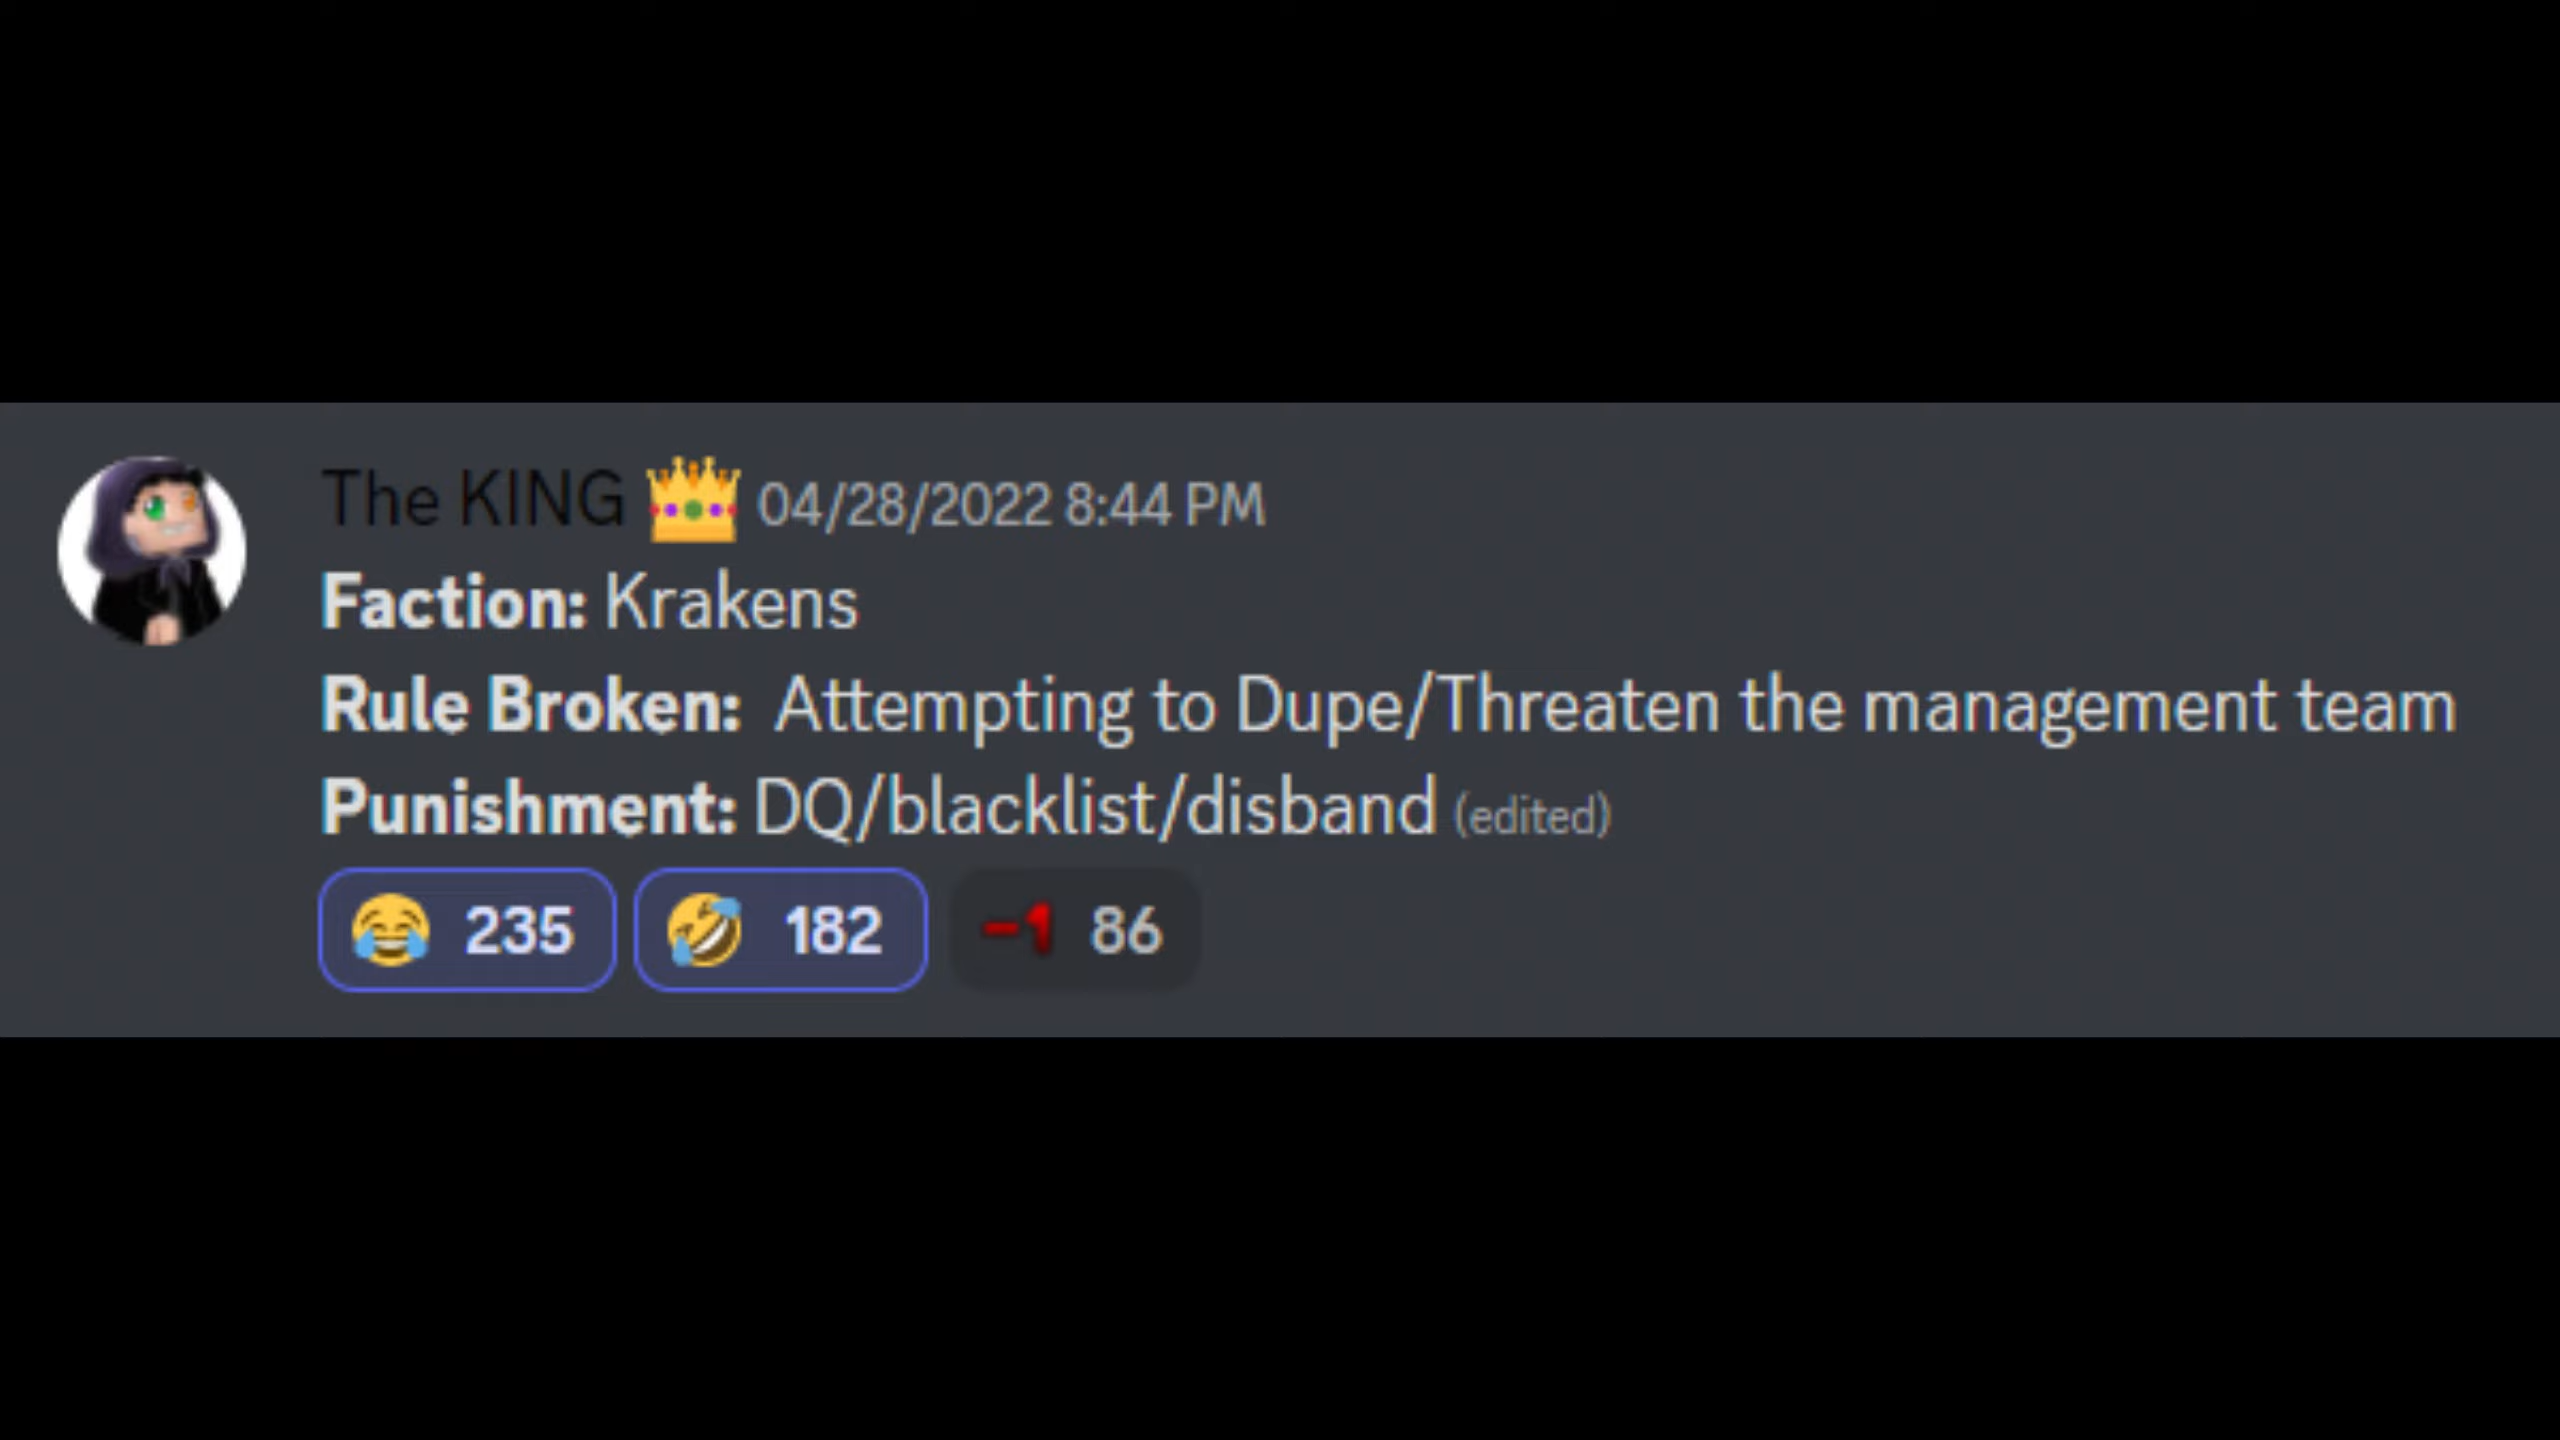 The KING 👑 04/28/2022 8:44 PM
Faction: Krakens
Rule Broken: Attempting to Dupe/Threaten the management team
Punishment: DQ/blacklist/disband (edited)
😂 235 🤣 182 -1 86